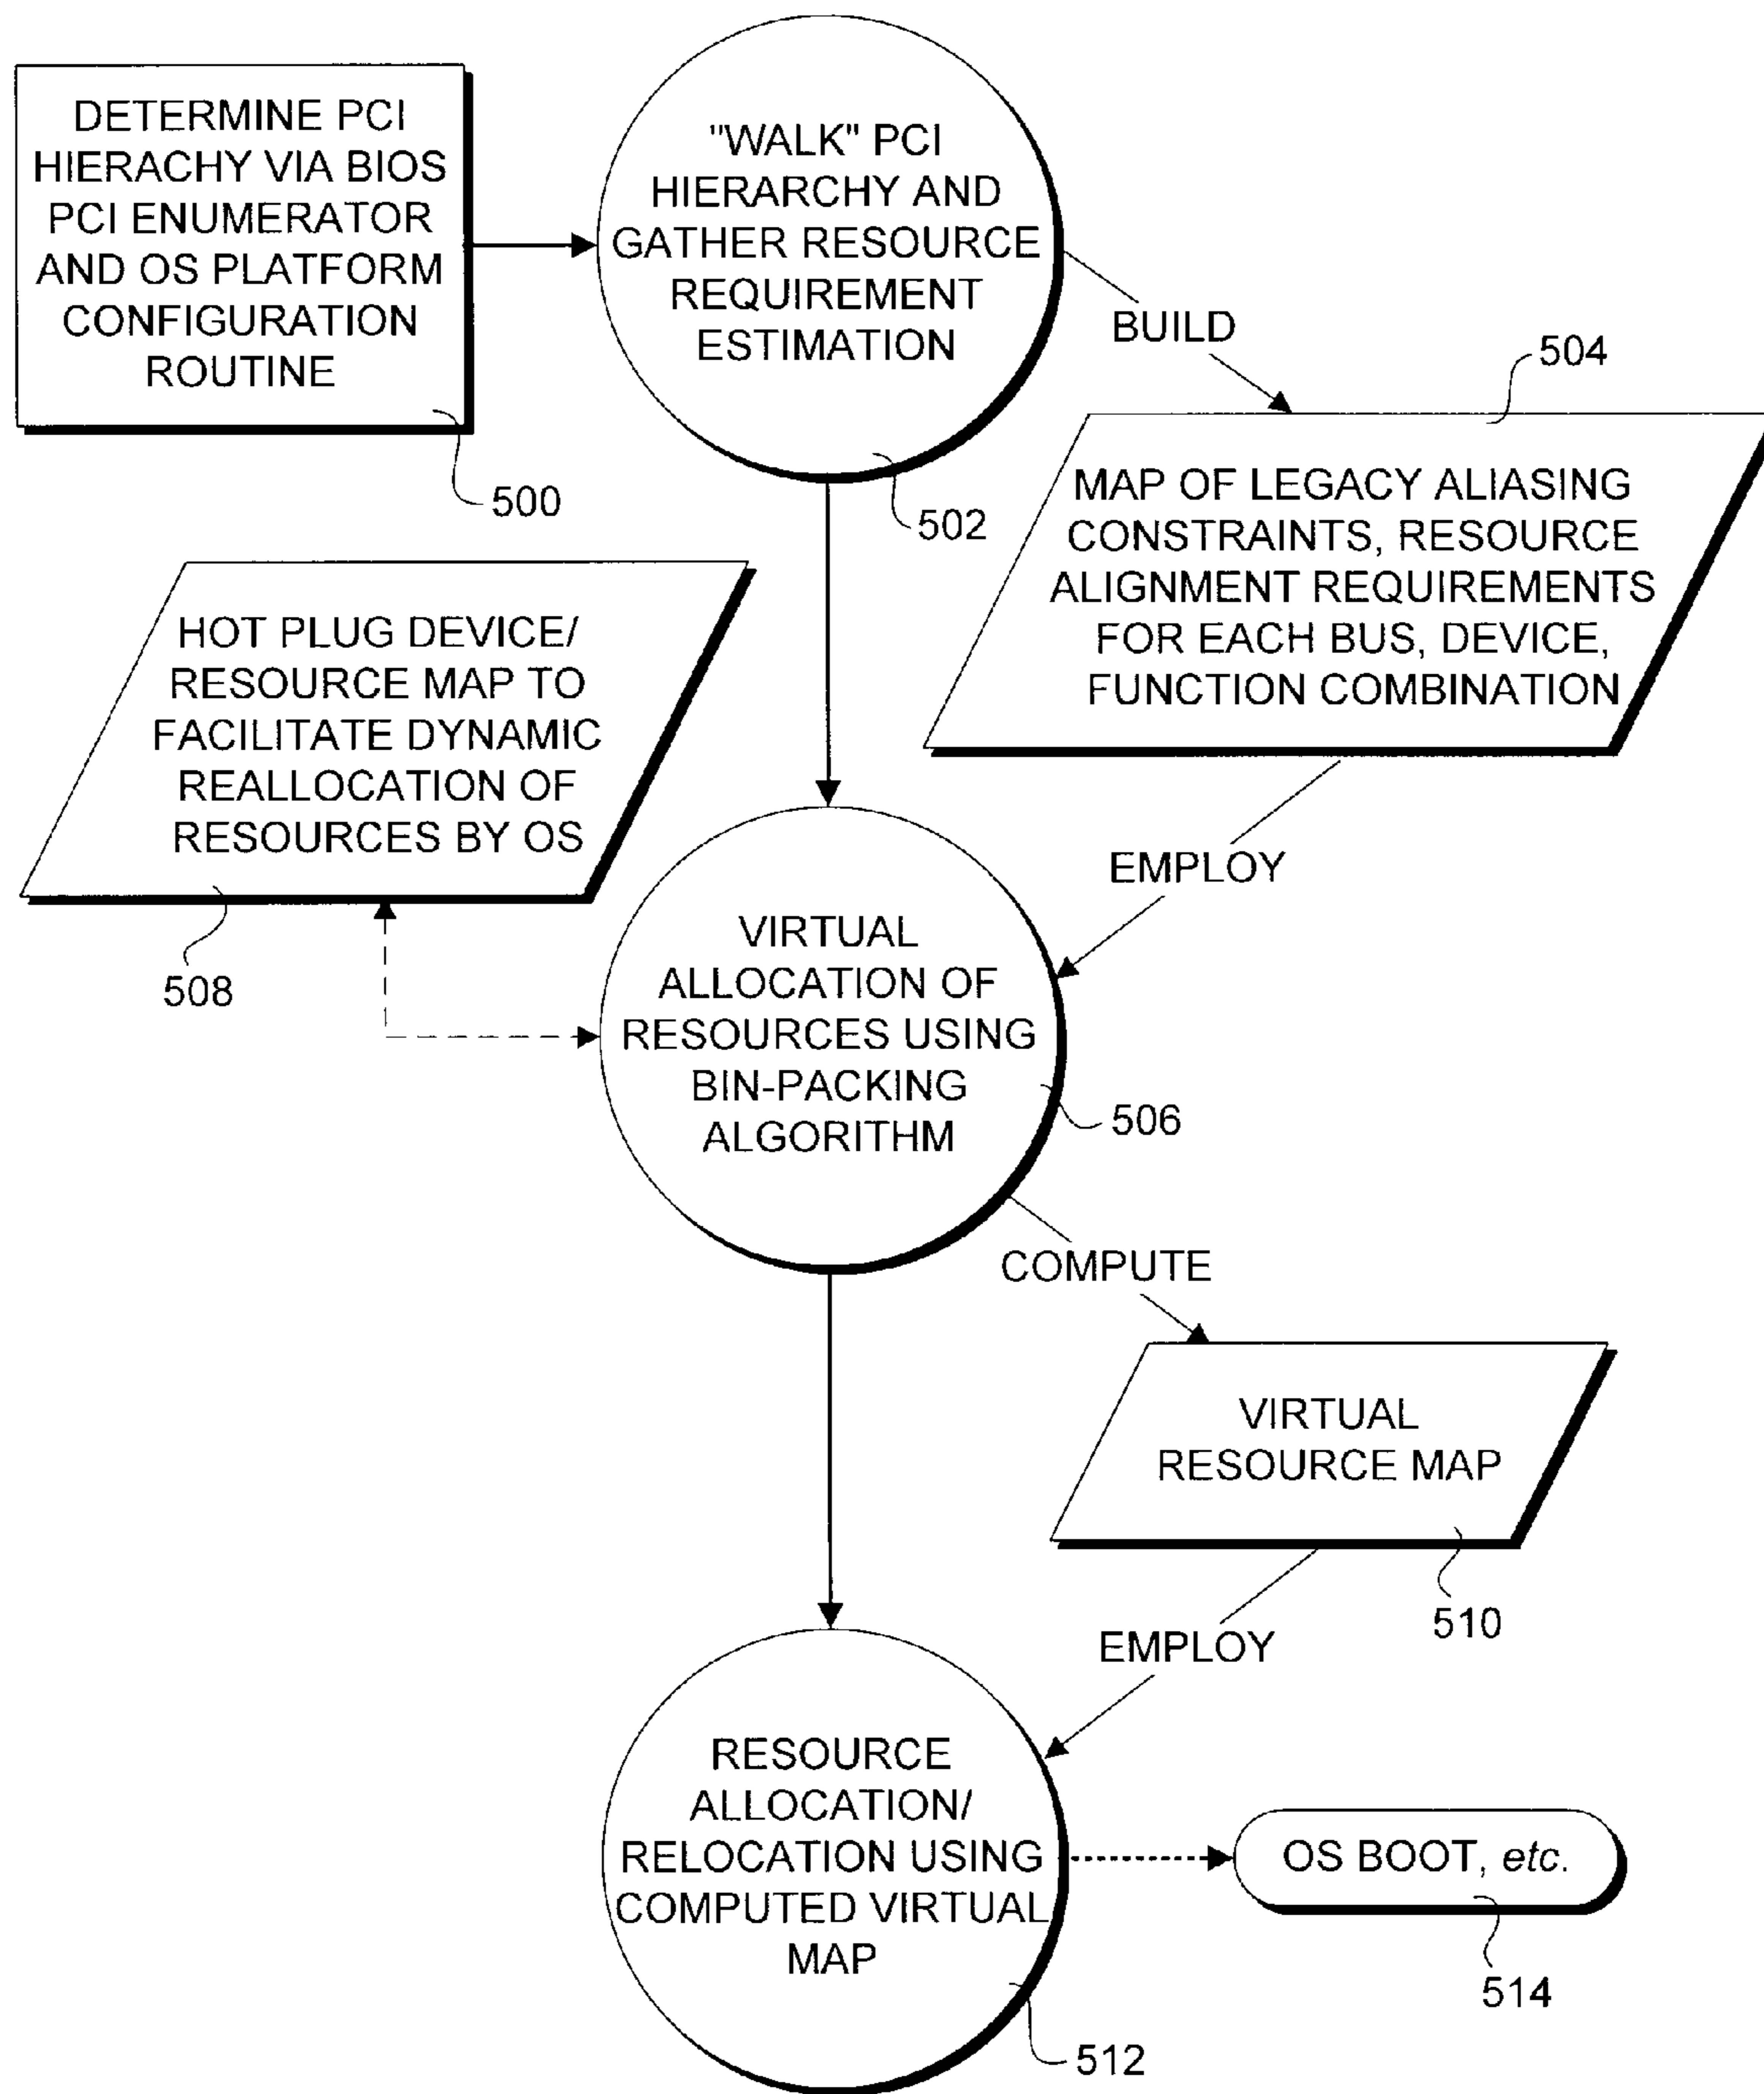 DETERMINE PCI
HIERACHY VIA BIOS
PCI ENUMERATOR
AND OS PLATFORM
CONFIGURATION
ROUTINE
500
"WALK" PCI
HIERARCHY AND
GATHER RESOURCE
REQUIREMENT
ESTIMATION
502
BUILD
504
MAP OF LEGACY ALIASING
CONSTRAINTS, RESOURCE
ALIGNMENT REQUIREMENTS
FOR EACH BUS, DEVICE,
FUNCTION COMBINATION
HOT PLUG DEVICE/
RESOURCE MAP TO
FACILITATE DYNAMIC
REALLOCATION OF
RESOURCES BY OS
508
EMPLOY
VIRTUAL
ALLOCATION OF
RESOURCES USING
BIN-PACKING
ALGORITHM
506
COMPUTE
VIRTUAL
RESOURCE MAP
510
EMPLOY
RESOURCE
ALLOCATION/
RELOCATION USING
COMPUTED VIRTUAL
MAP
512
OS BOOT, etc.
514